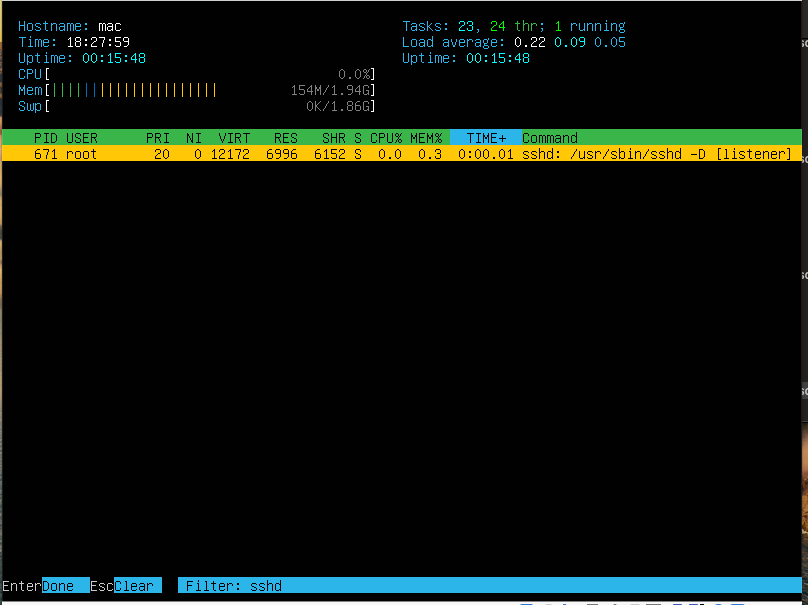 Hostname: mac
Time: 18:27:59
Uptime: 00:15:48
CPU[ 0.0%]
Mem[|||||||||||||||||||||154M/1.94G]
Swp[ 0K/1.86G]
Tasks: 23, 24 thr; 1 running
Load average: 0.22 0.09 0.05
Uptime: 00:15:48
PID USER PRI NI VIRT RES SHR S CPU% MEM% TIME+ Command
671 root 20 0 12172 6996 6152 S 0.0 0.3 0:00.01 sshd: /usr/sbin/sshd -D [listener]
EnterDone EscClear Filter: sshd